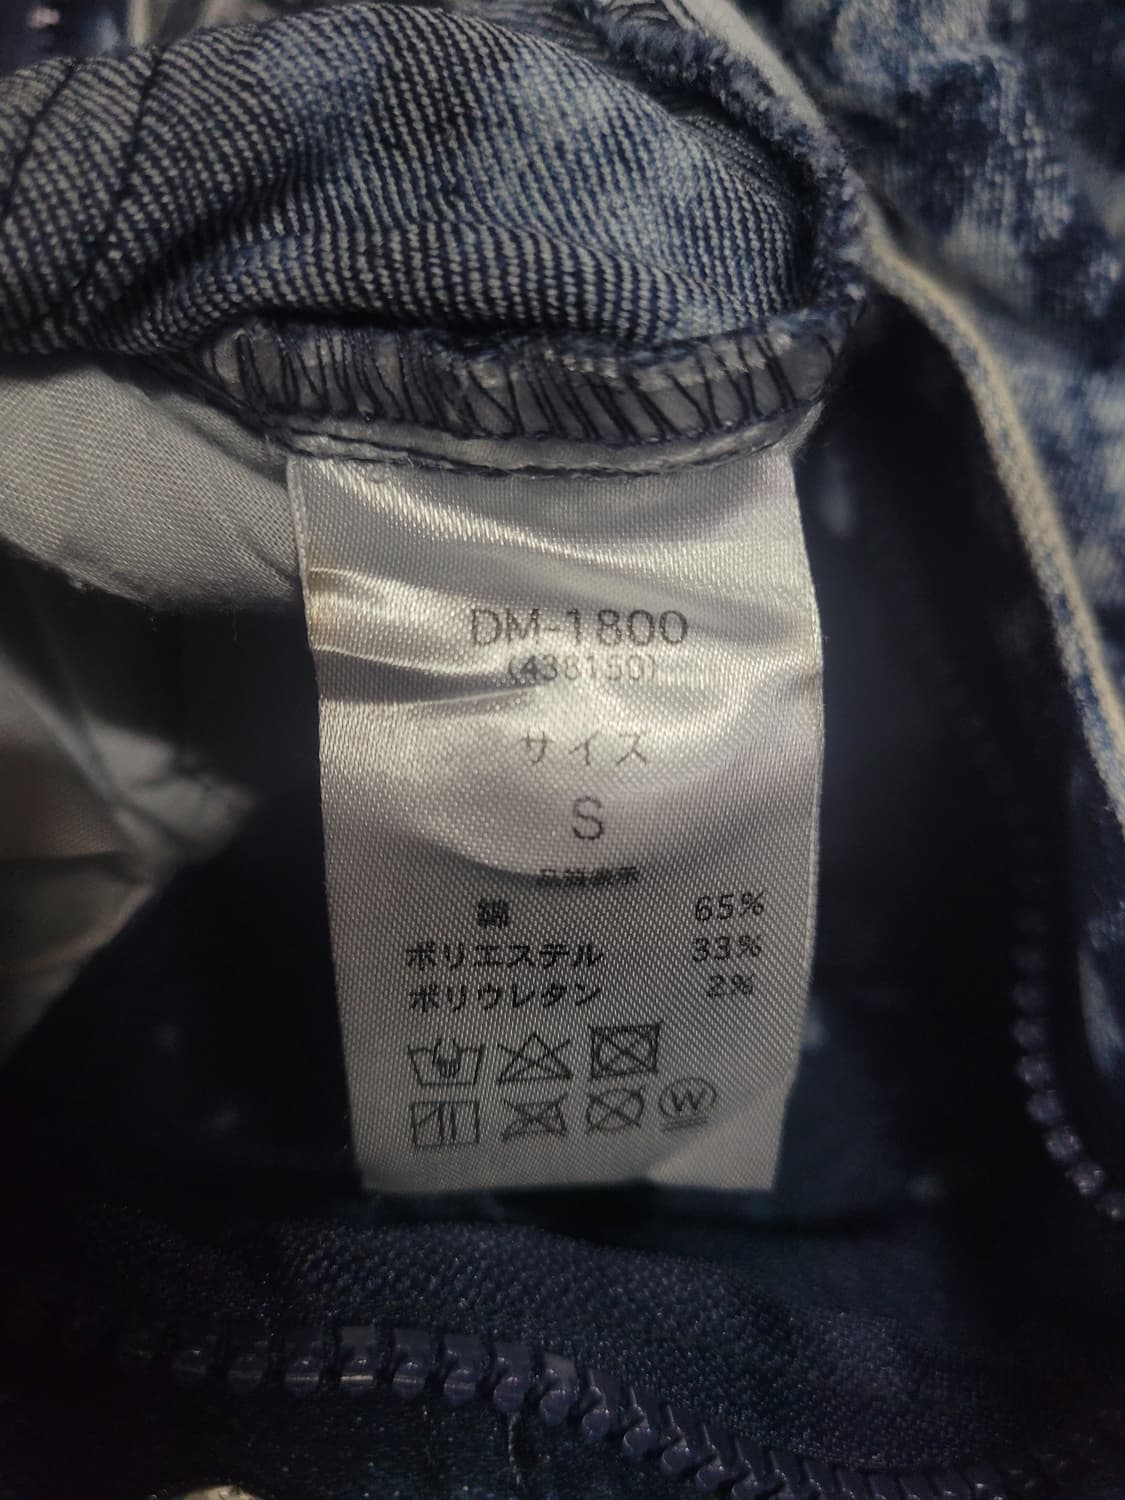 DM-1800
(438150)
サイズ
S
綿 65%
ポリエステル 33%
ポリウレタン 2%
W